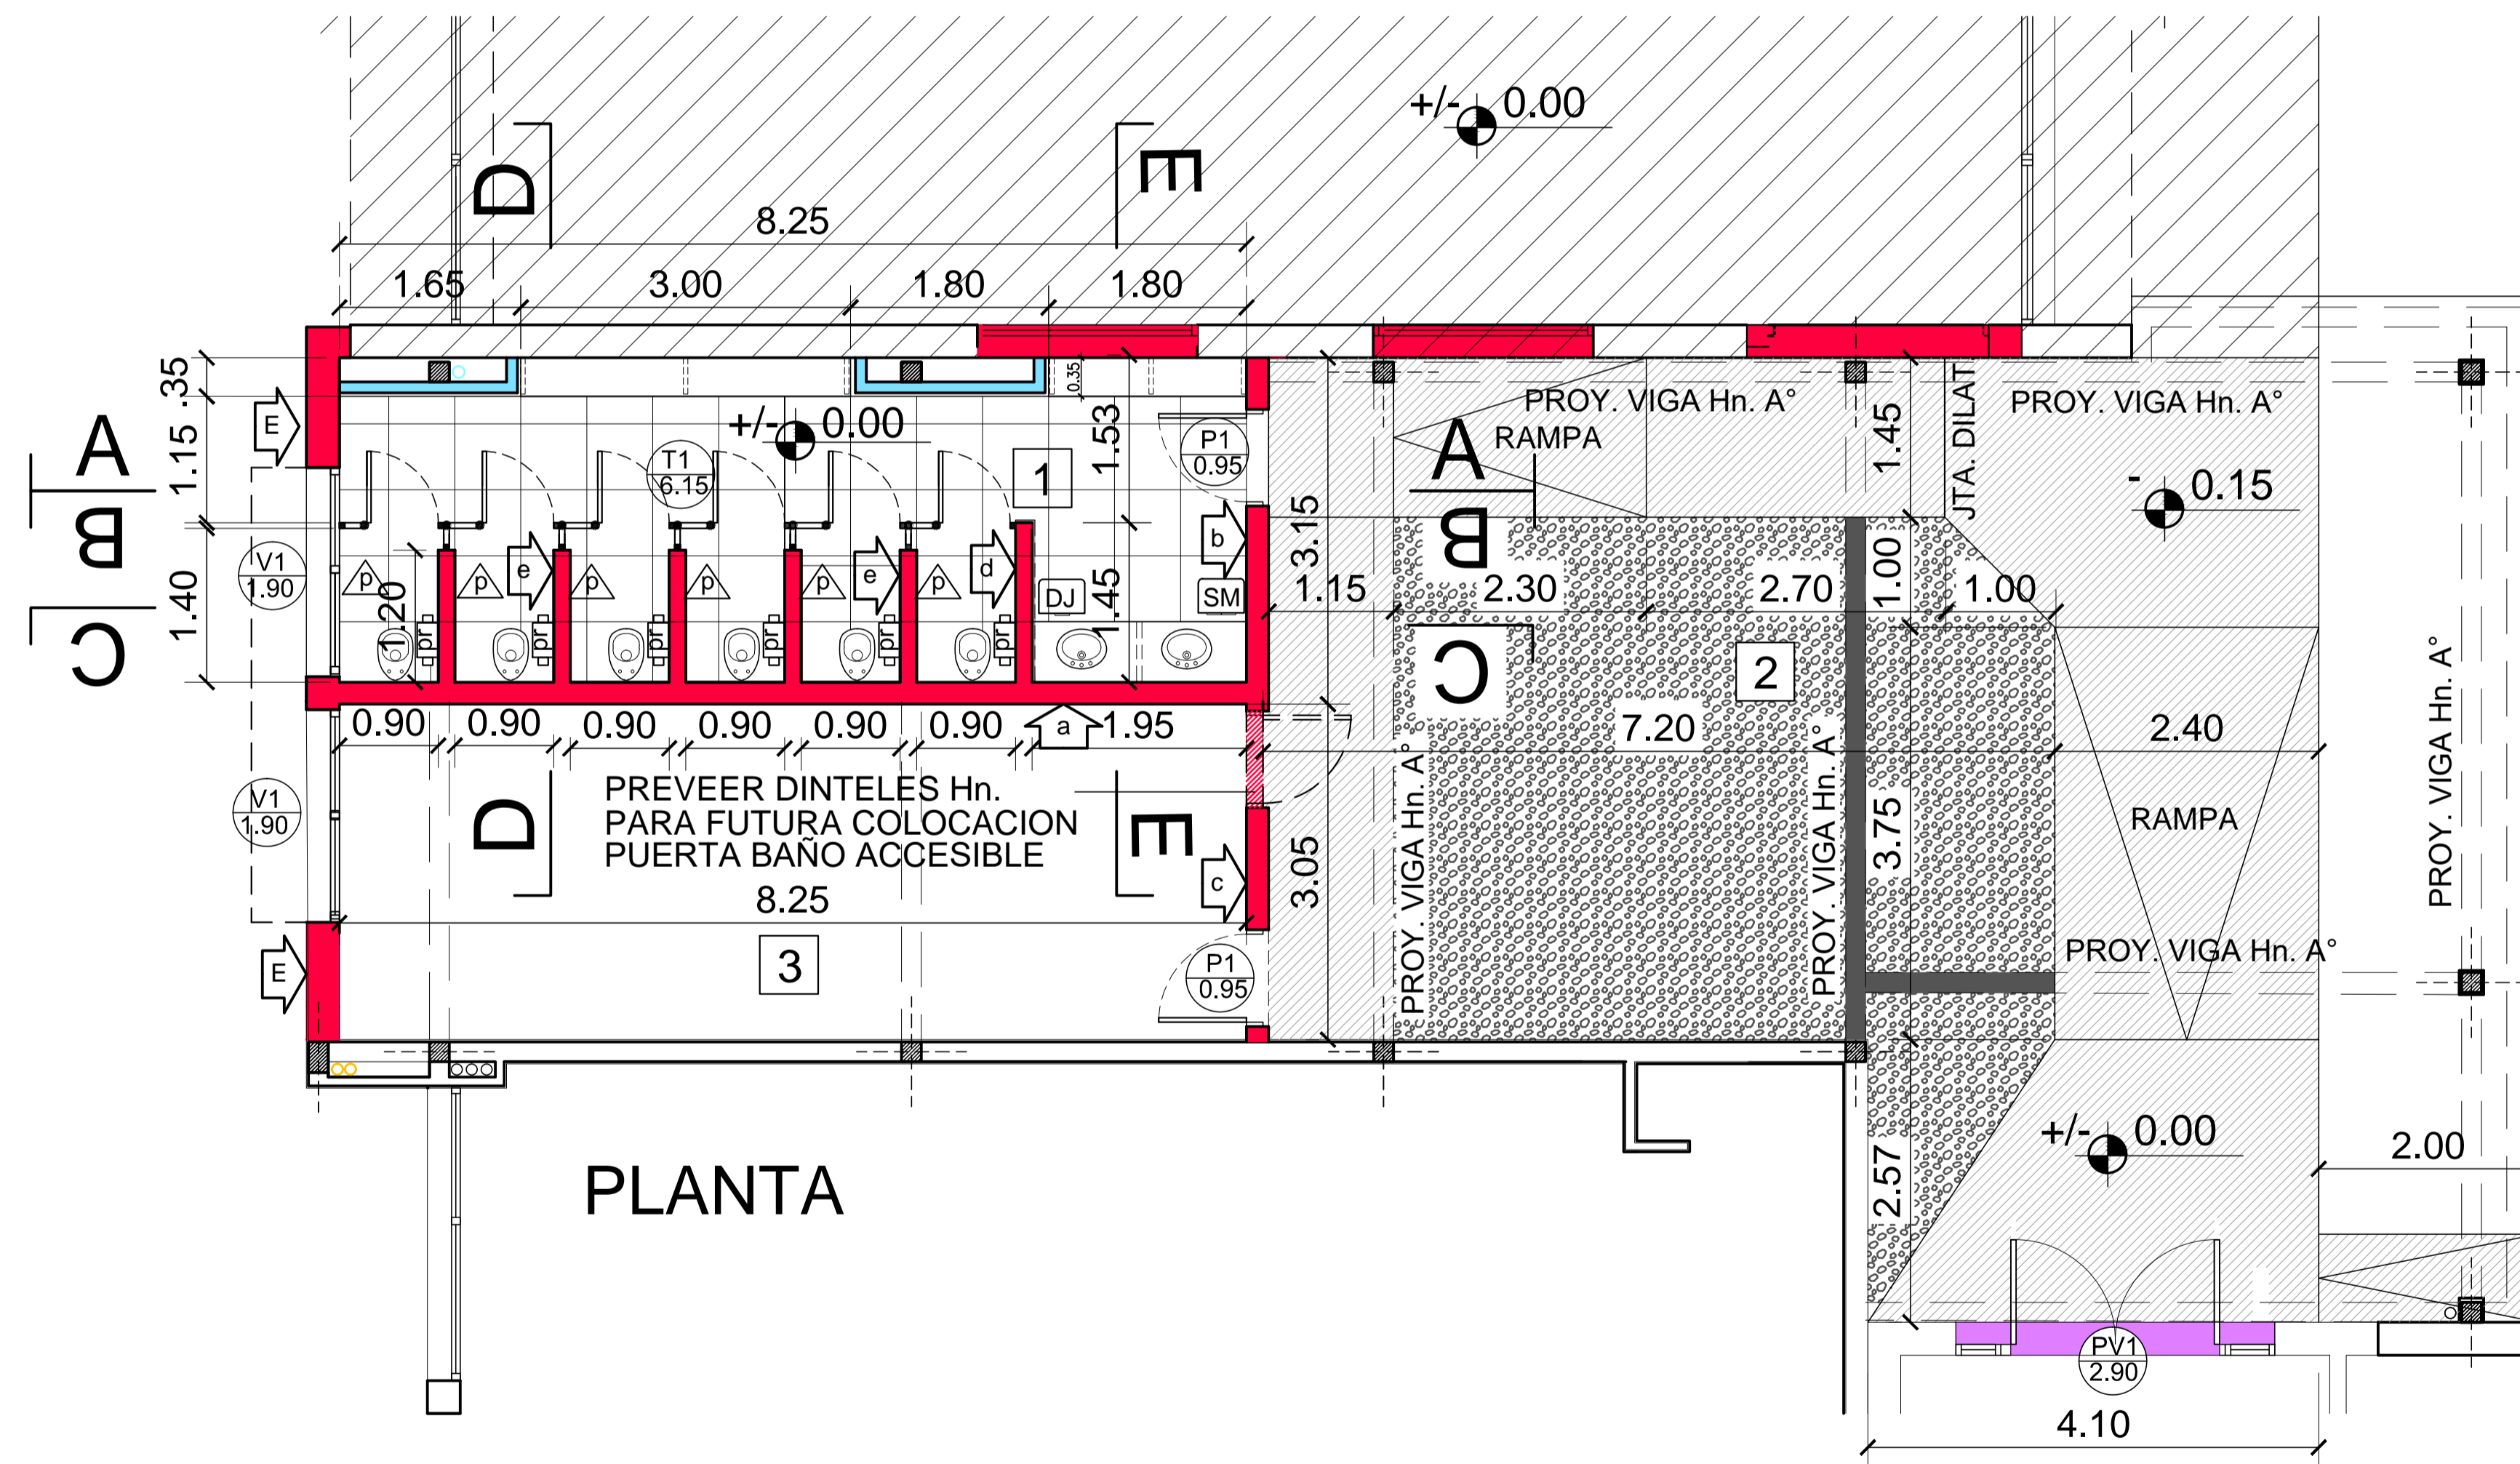 +/- 0.00
D
E
8.25
1.65
3.00
1.80
1.80
.35
1.15
1.40
A
B
C
E
V1
1.90
V1
1.90
E
+/- 0.00
T1
6.15
1
0.35
1.53
1.45
P1
0.95
b
p
p
p
p
p
p
e
e
d
1.20
pr
pr
pr
pr
pr
pr
DJ
SM
0.90
0.90
0.90
0.90
0.90
0.90
a
1.95
D
PREVEER DINTELES Hn.
PARA FUTURA COLOCACION
PUERTA BAÑO ACCESIBLE
E
c
8.25
3
P1
0.95
3.15
3.05
1.15
PROY. VIGA Hn. A°
RAMPA
A
B
C
2.30
2.70
1.00
1.00
1.45
JTA. DILAT
PROY. VIGA Hn. A°
- 0.15
2
7.20
2.40
PROY. VIGA Hn. A°
PROY. VIGA Hn. A°
3.75
RAMPA
PROY. VIGA Hn. A°
PROY. VIGA Hn. A°
+/- 0.00
2.57
2.00
PLANTA
PV1
2.90
4.10